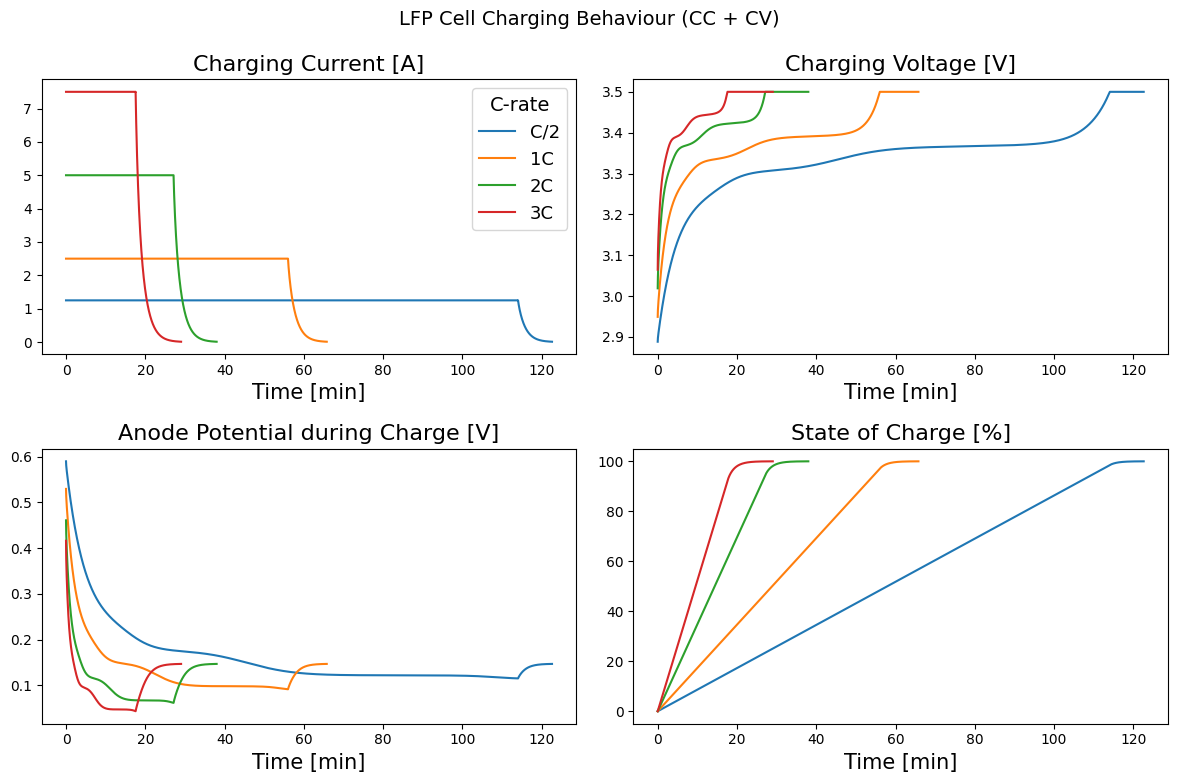 LFP Cell Charging Behaviour (CC + CV)
Charging Current [A]
7
6
5
4
3
2
1
0
C-rate
C/2
1C
2C
3C
0 20 40 60 80 100 120
Time [min]
Charging Voltage [V]
3.5
3.4
3.3
3.2
3.1
3.0
2.9
0 20 40 60 80 100 120
Time [min]
Anode Potential during Charge [V]
0.6
0.5
0.4
0.3
0.2
0.1
0 20 40 60 80 100 120
Time [min]
State of Charge [%]
100
80
60
40
20
0
0 20 40 60 80 100 120
Time [min]